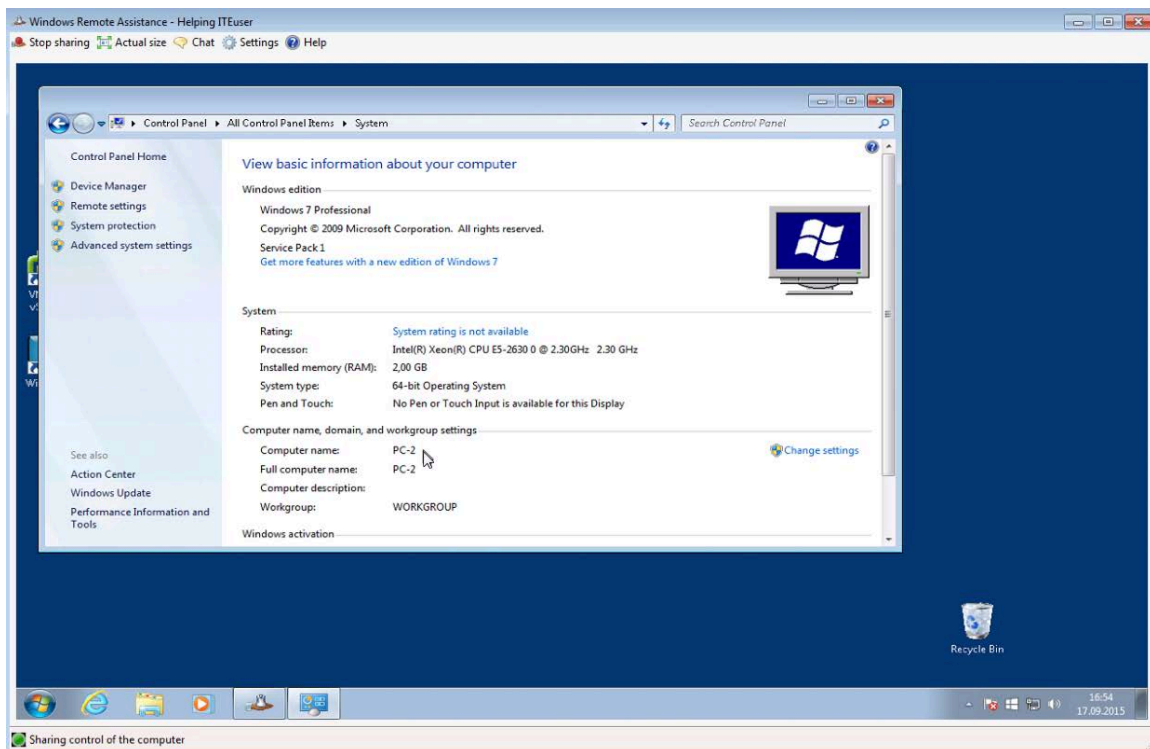 Windows Remote Assistance - Helping ITEuser
Stop sharing Actual size Chat Settings Help
Control Panel All Control Panel Items System
Search Control Panel
Control Panel Home
Device Manager
Remote settings
System protection
Advanced system settings
See also
Action Center
Windows Update
Performance Information and
Tools
View basic information about your computer
Windows edition
Windows 7 Professional
Copyright © 2009 Microsoft Corporation. All rights reserved.
Service Pack 1
Get more features with a new edition of Windows 7
System
Rating: System rating is not available
Processor: Intel(R) Xeon(R) CPU E5-2630 0 @ 2.30GHz 2.30 GHz
Installed memory (RAM): 2,00 GB
System type: 64-bit Operating System
Pen and Touch: No Pen or Touch Input is available for this Display
Computer name, domain, and workgroup settings
Computer name: PC-2
Change settings
Full computer name: PC-2
Computer description:
Workgroup: WORKGROUP
Windows activation
Recycle Bin
16:54
17.09.2015
Sharing control of the computer